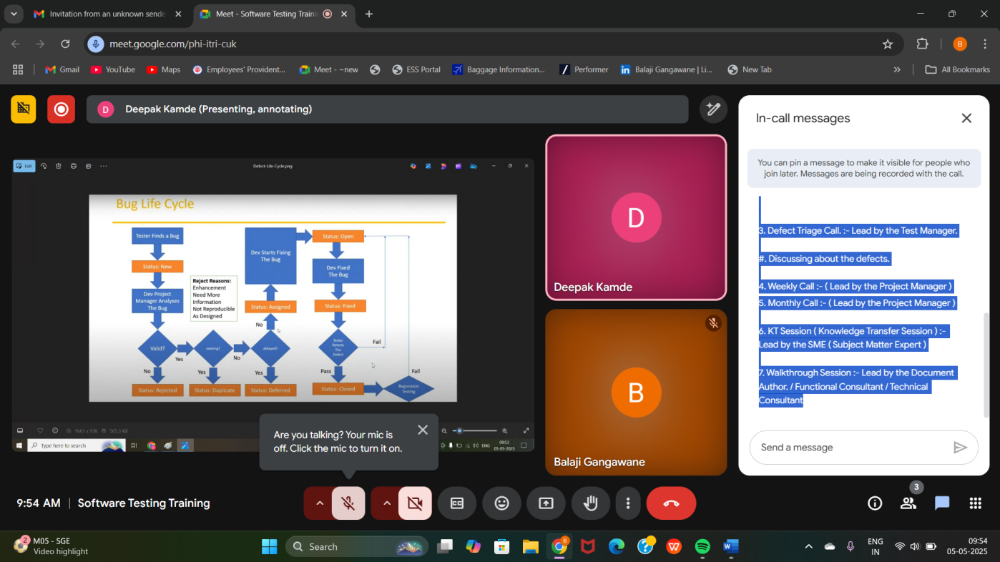 Invitation from an unknown sende
Meet - Software Testing Traini
meet.google.com/phi-itri-cuk
B
Gmail
YouTube
Maps
Employees' Provident...
Meet - ~new
ESS Portal
Baggage Information...
Performer
Balaji Gangawane | Li...
New Tab
All Bookmarks
D
Deepak Kamde (Presenting, annotating)
Edit
Defect-Life-Cycle.png
Bug Life Cycle
Tester Finds a Bug
Status: New
Dev Project
Manager Analyses
The Bug
Valid?
Yes
No
Status: Rejected
Reject Reasons:
Enhancement
Need More
Information
Not Reproducible
As Designed
existing?
No
Yes
Status: Duplicate
Dev Starts Fixing
The Bug
Status: Assigned
No
delayed?
Yes
Status: Deferred
Status: Open
Dev Fixed
The Bug
Status: Fixed
Tester
Retests
The
Defect
Fail
Pass
Status: Closed
Fail
Regression
Testing
1665 x 938
585.3 KB
Type here to search
ENG
09:53
05-05-2025
D
Deepak Kamde
B
Balaji Gangawane
In-call messages
You can pin a message to make it visible for people who
join later. Messages are being recorded with the call.
3. Defect Triage Call. :- Lead by the Test Manager.
#. Discussing about the defects.
4. Weekly Call :- ( Lead by the Project Manager )
5. Monthly Call :- ( Lead by the Project Manager )
6. KT Session ( Knowledge Transfer Session ) :-
Lead by the SME ( Subject Matter Expert )
7. Walkthrough Session :- Lead by the Document
Author. / Functional Consultant / Technical
Consultant
Send a message
Are you talking? Your mic is
off. Click the mic to turn it on.
9:54 AM | Software Testing Training
CC
3
2
M05 - SGE
Video highlight
Search
ENG
IN
09:54
05-05-2025